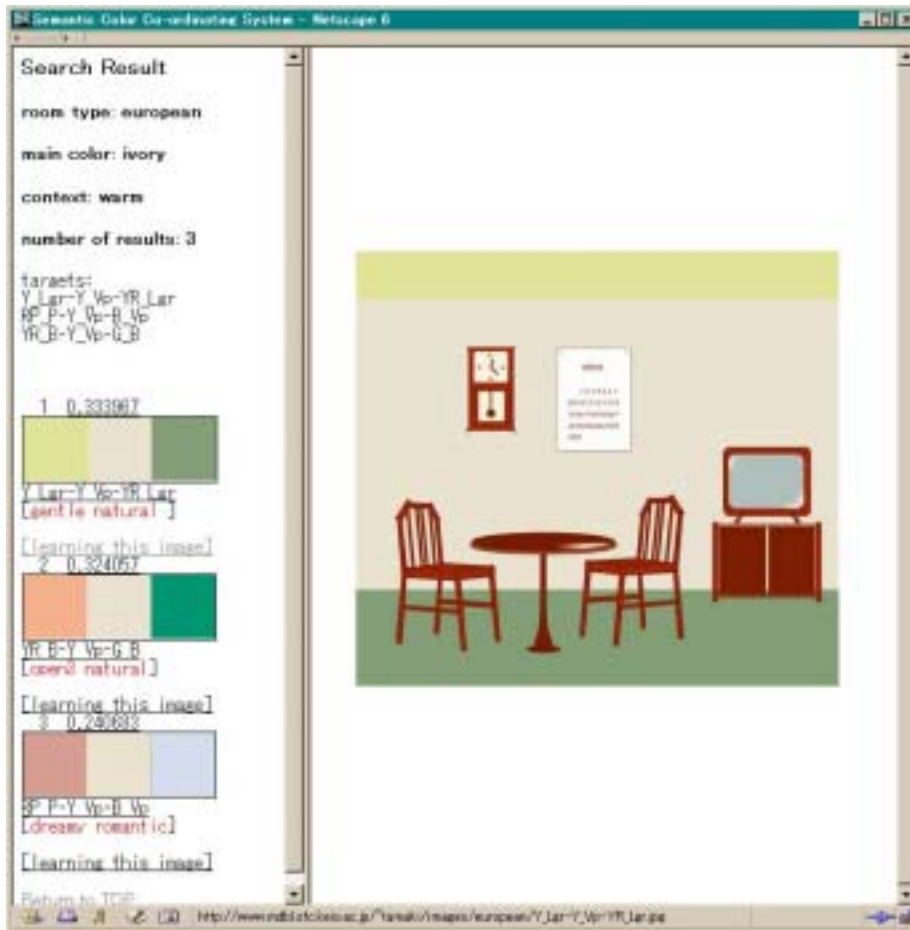 Semantic Color Co-ordinating System - Netscape 6
Search Result
room type: european
main color: ivory
context: warm
number of results: 3
targets:
Y_Lgr-Y_Vp-YR_Lgr
RP_P-Y_Vp-B_Vp
YR_B-Y_Vp-G_B
1 0.333967
Y_Lgr-Y_Vp-YR_Lgr
[gentle natural ]
[learning this image]
2 0.324057
YR_B-Y_Vp-G_B
[open3 natural]
[learning this image]
3 0.240683
RP_P-Y_Vp-B_Vp
[dreamy romantic]
[learning this image]
Return to TOP